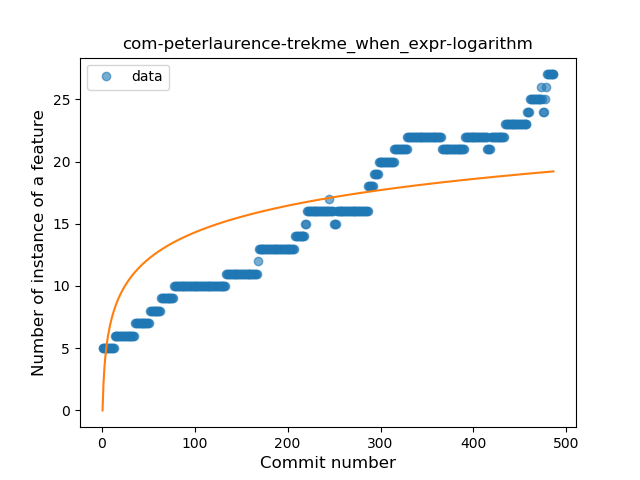 com-peterlaurence-trekme_when_expr-logarithm
data
Number of instance of a feature
25
20
15
10
5
0
0 100 200 300 400 500
Commit number